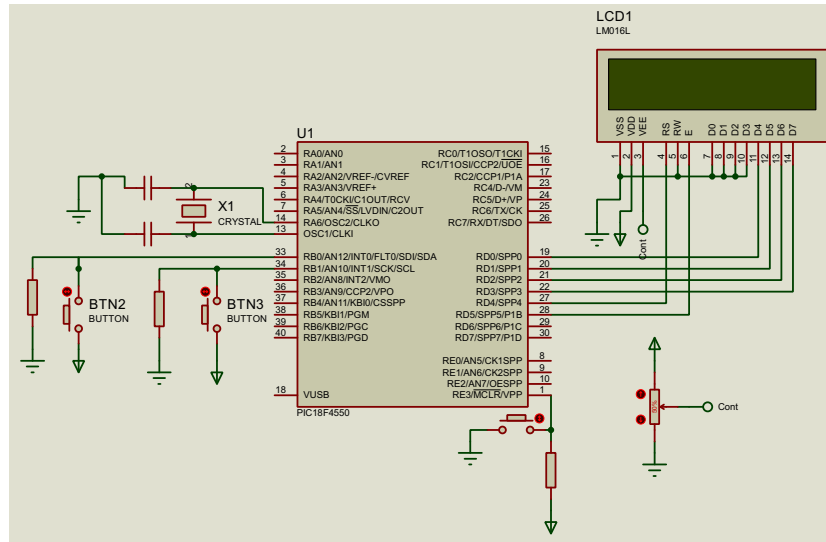 LCD1
LM016L
VSS
VDD
VEE
RS
RW
E
D0
D1
D2
D3
D4
D5
D6
D7
1
2
3
4
5
6
7
8
9
10
11
12
13
14
Cont
U1
2 RA0/AN0 RC0/T1OSO/T1CKI 15
3 RA1/AN1 RC1/T1OSI/CCP2/UOE 16
4 RA2/AN2/VREF-/CVREF RC2/CCP1/P1A 17
5 RA3/AN3/VREF+ RC4/D-/VM 23
6 RA4/T0CKI/C1OUT/RCV RC5/D+/VP 24
7 RA5/AN4/SS/LVDIN/C2OUT RC6/TX/CK 25
14 RA6/OSC2/CLKO RC7/RX/DT/SDO 26
13 OSC1/CLKI
33 RB0/AN12/INT0/FLT0/SDI/SDA RD0/SPP0 19
34 RB1/AN10/INT1/SCK/SCL RD1/SPP1 20
35 RB2/AN8/INT2/VMO RD2/SPP2 21
36 RB3/AN9/CCP2/VPO RD3/SPP3 22
37 RB4/AN11/KBI0/CSSPP RD4/SPP4 27
38 RB5/KBI1/PGM RD5/SPP5/P1B 28
39 RB6/KBI2/PGC RD6/SPP6/P1C 29
40 RB7/KBI3/PGD RD7/SPP7/P1D 30
RE0/AN5/CK1SPP 8
RE1/AN6/CK2SPP 9
RE2/AN7/OESPP 10
18 VUSB RE3/MCLR/VPP 1
PIC18F4550
2
X1
CRYSTAL
1
BTN2
BUTTON
BTN3
BUTTON
50%
Cont